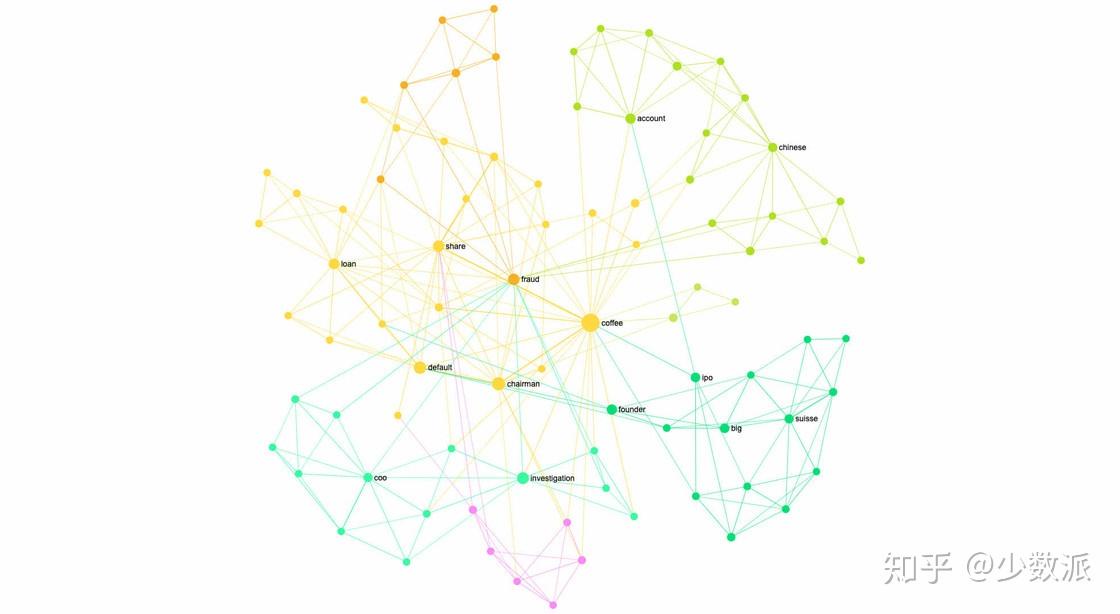 account
chinese
share
loan
fraud
coffee
default
chairman
ipo
founder
suisse
big
coo
investigation
知乎 @少数派